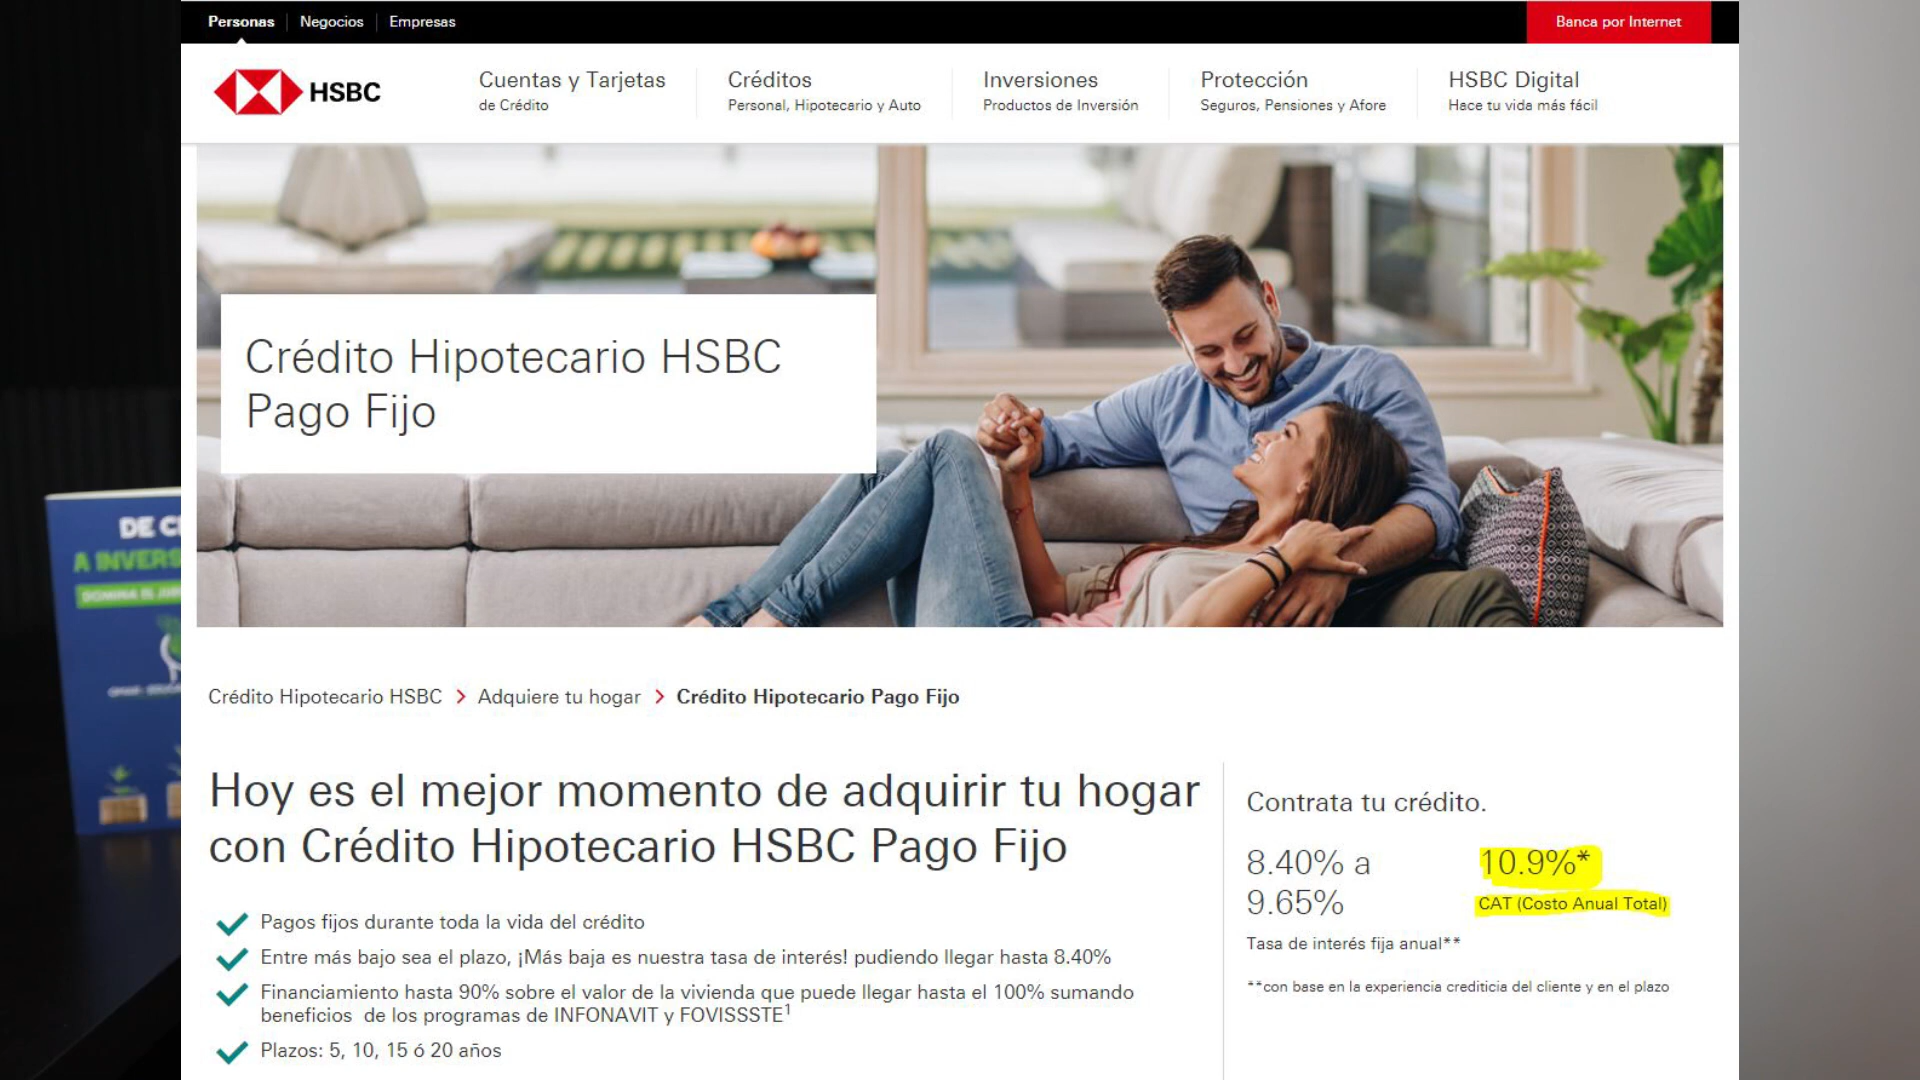 Personas
Negocios
Empresas
Banca por Internet
HSBC
Cuentas y Tarjetas
de Crédito
Créditos
Personal, Hipotecario y Auto
Inversiones
Productos de Inversión
Protección
Seguros, Pensiones y Afore
HSBC Digital
Hace tu vida más fácil
Crédito Hipotecario HSBC
Pago Fijo
DE
A INVERS
DOMINA EL
Crédito Hipotecario HSBC > Adquiere tu hogar > Crédito Hipotecario Pago Fijo
Hoy es el mejor momento de adquirir tu hogar
con Crédito Hipotecario HSBC Pago Fijo
Pagos fijos durante toda la vida del crédito
Entre más bajo sea el plazo, ¡Más baja es nuestra tasa de interés! pudiendo llegar hasta 8.40%
Financiamiento hasta 90% sobre el valor de la vivienda que puede llegar hasta el 100% sumando
beneficios de los programas de INFONAVIT y FOVISSSTE¹
Plazos: 5, 10, 15 ó 20 años
Contrata tu crédito.
8.40% a
9.65%
Tasa de interés fija anual**
10.9%*
CAT (Costo Anual Total)
**con base en la experiencia crediticia del cliente y en el plazo